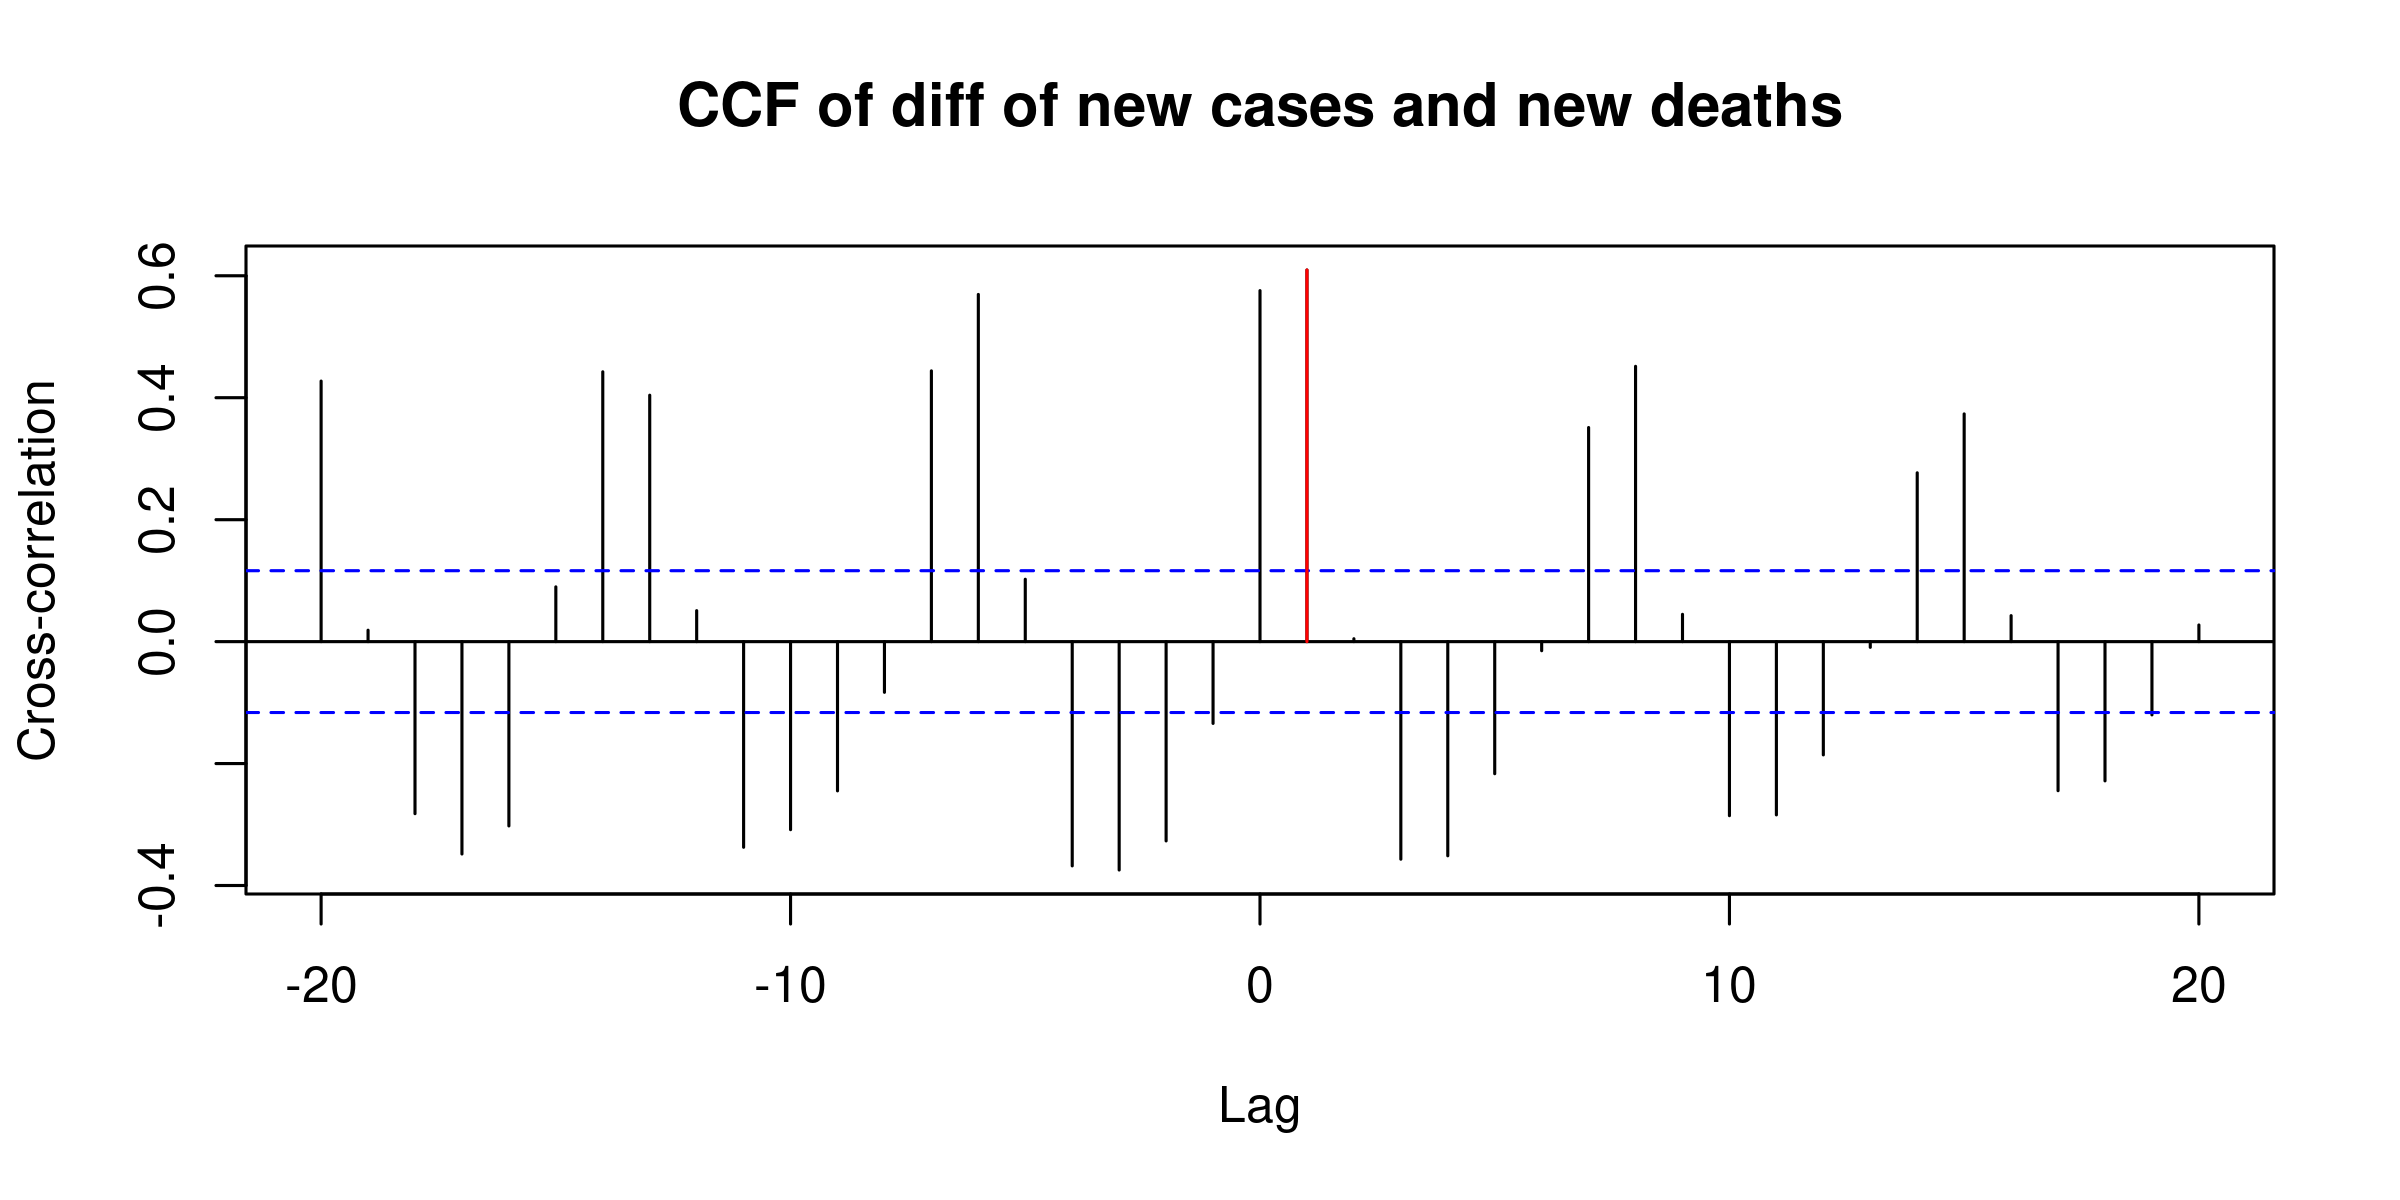 CCF of diff of new cases and new deaths
Cross-correlation
0.6
0.4
0.2
0.0
-0.4
-20 -10 0 10 20
Lag